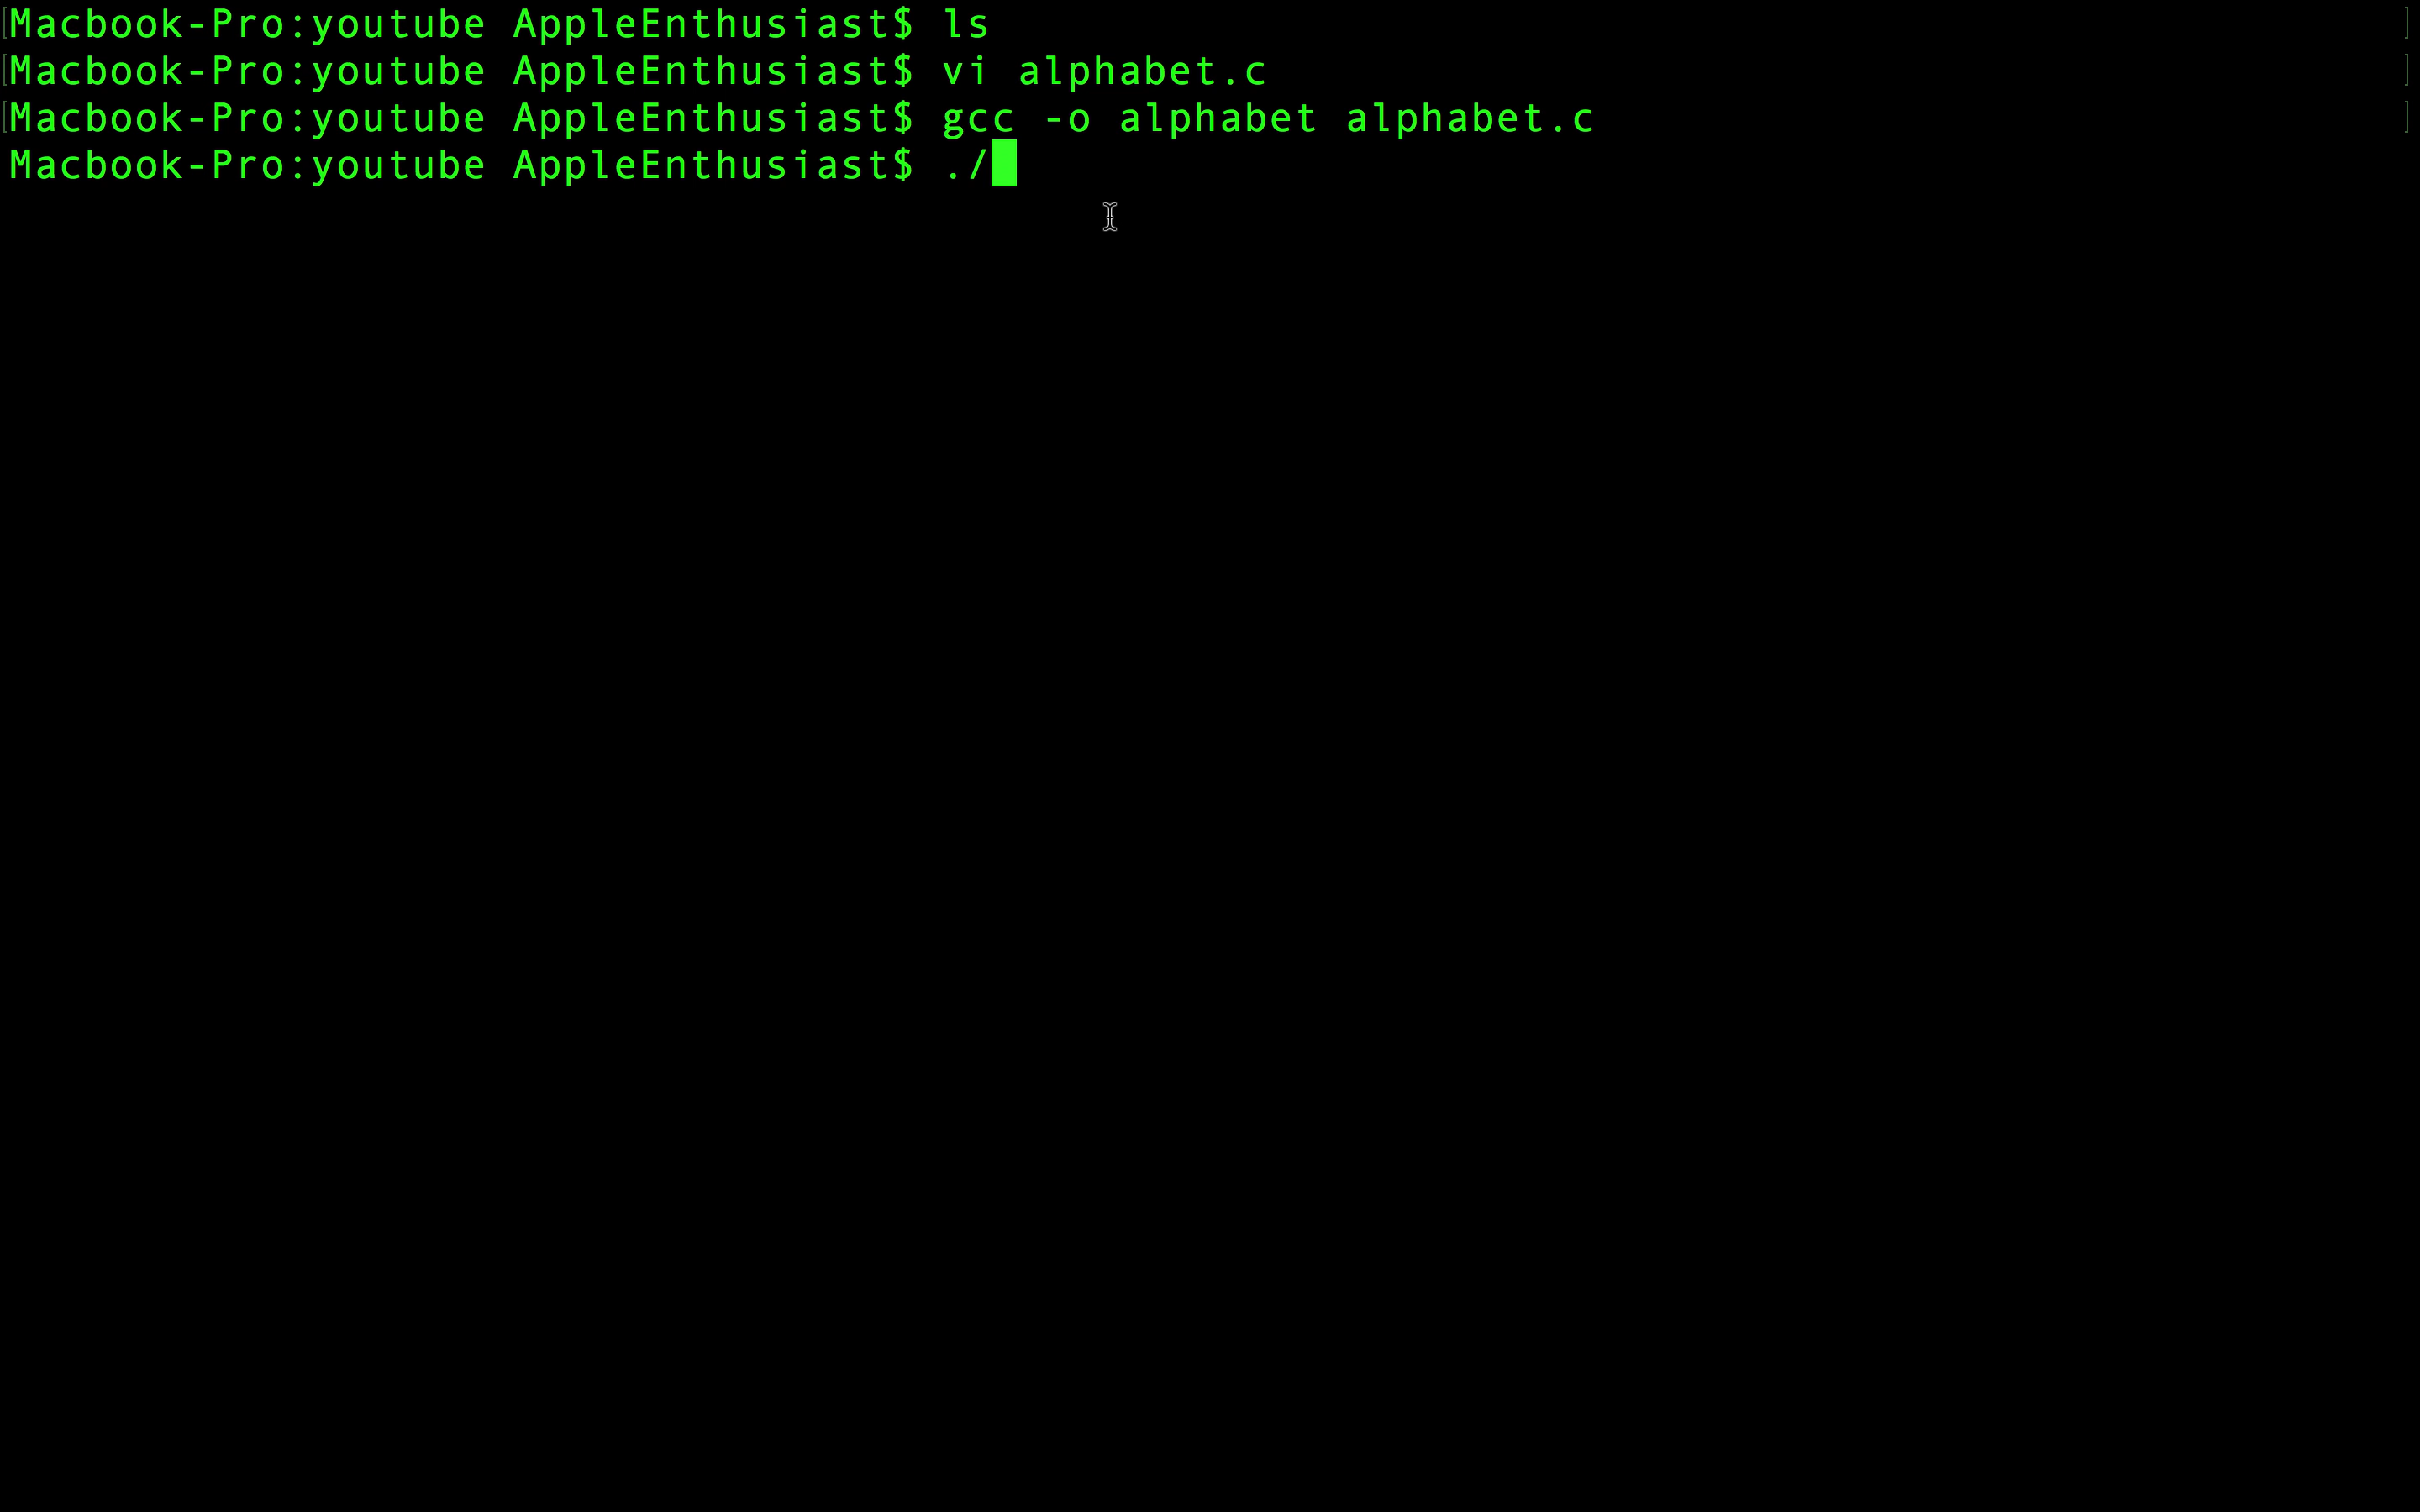 [Macbook-Pro:youtube AppleEnthusiast$ ls ]
[Macbook-Pro:youtube AppleEnthusiast$ vi alphabet.c ]
[Macbook-Pro:youtube AppleEnthusiast$ gcc -o alphabet alphabet.c ]
Macbook-Pro:youtube AppleEnthusiast$ ./